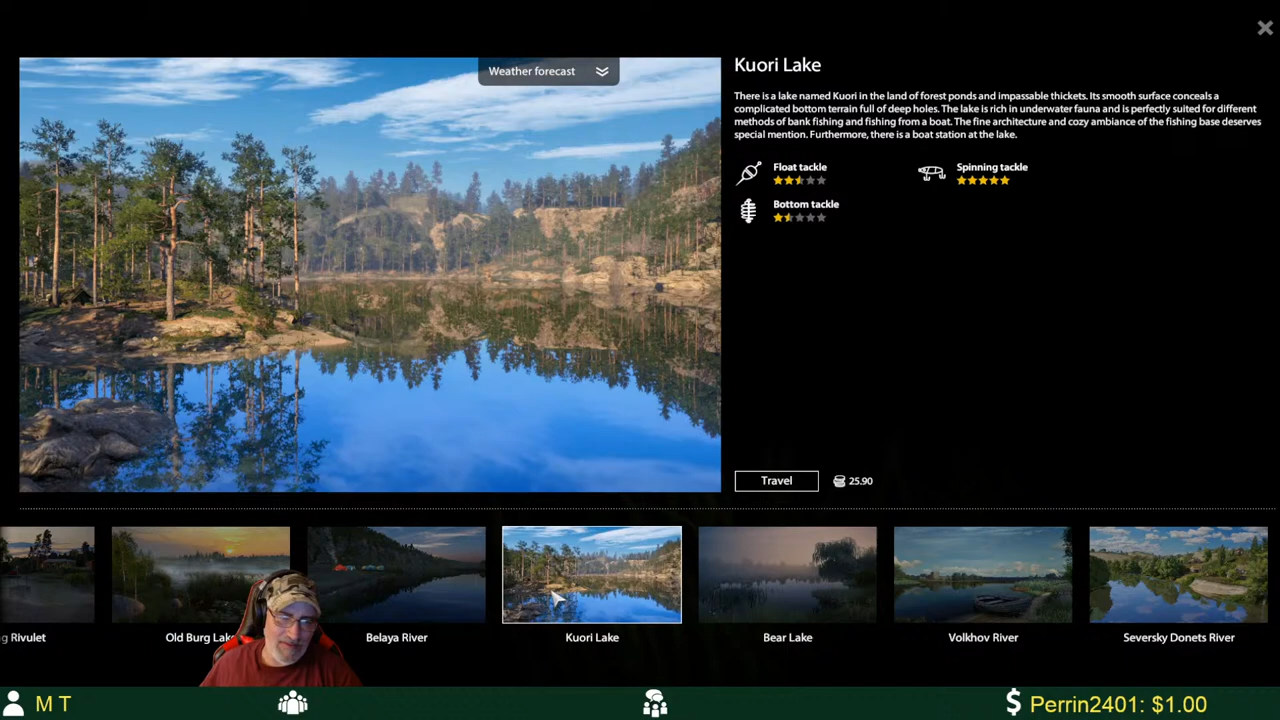 Weather forecast
Kuori Lake
There is a lake named Kuori in the land of forest ponds and impassable thickets. Its smooth surface conceals a
complicated bottom terrain full of deep holes. The lake is rich in underwater fauna and is perfectly suited for different
methods of bank fishing and fishing from a boat. The fine architecture and cozy ambiance of the fishing base deserves
special mention. Furthermore, there is a boat station at the lake.
Float tackle
Spinning tackle
Bottom tackle
Travel 25.90
g Rivulet
Old Burg Lake
Belaya River
Kuori Lake
Bear Lake
Volkhov River
Seversky Donets River
M T
$ Perrin2401: $1.00